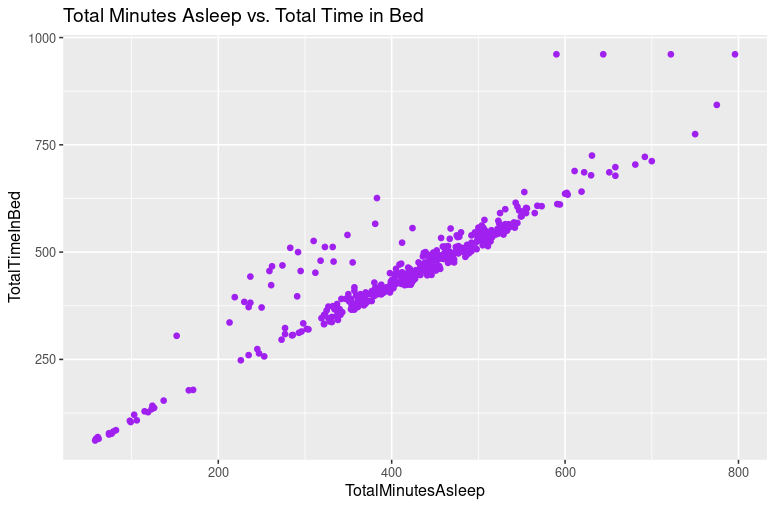 Total Minutes Asleep vs. Total Time in Bed
1000
750
500
250
TotalTimeInBed
200 400 600 800
TotalMinutesAsleep